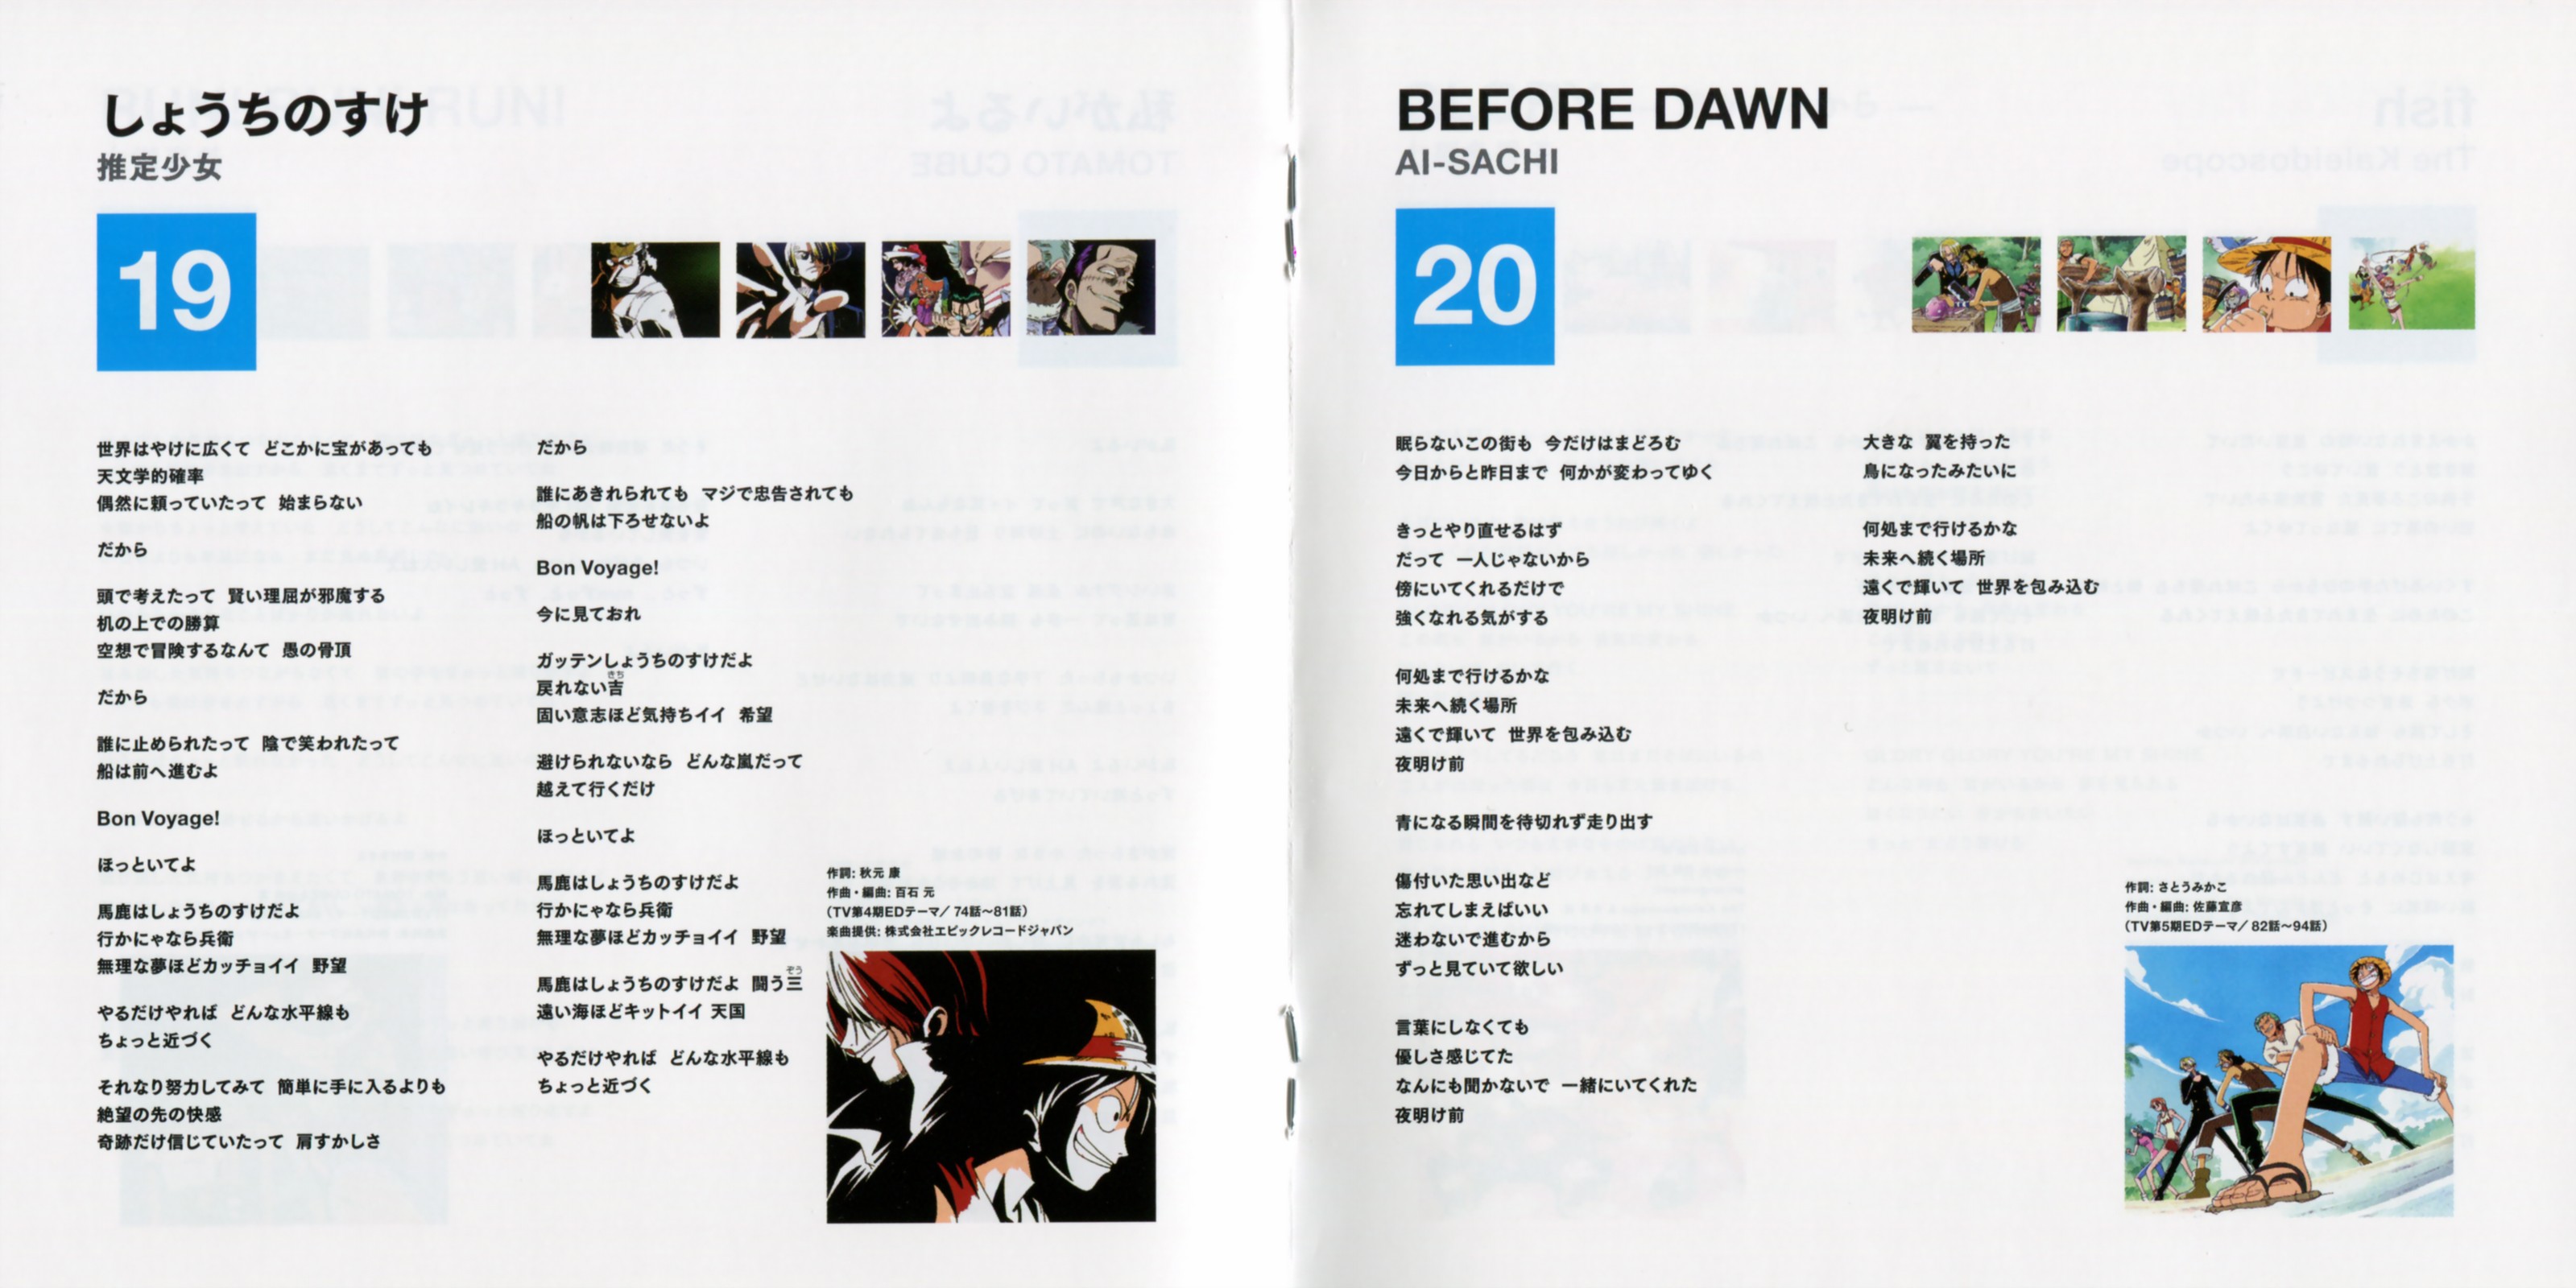 しょうちのすけ
推定少女
19
世界はやけに広くて どこかに宝があっても
天文学的確率
偶然に頼っていたって 始まらない
だから
頭で考えたって 賢い理屈が邪魔する
机の上での勝算
空想で冒険するなんて 愚の骨頂
だから
誰に止められたって 陰で笑われたって
船は前へ進むよ
Bon Voyage!
ほっといてよ
馬鹿はしょうちのすけだよ
行かにゃなら兵衛
無理な夢ほどカッチョイイ 野望
やるだけやれば どんな水平線も
ちょっと近づく
それなり努力してみて 簡単に手に入るよりも
絶望の先の快感
奇跡だけ信じていたって 肩すかしさ
だから
誰にあきれられても マジで忠告されても
船の帆は下ろせないよ
Bon Voyage!
今に見ておれ
ガッテンしょうちのすけだよ
きち
戻れない吉
固い意志ほど気持ちイイ 希望
避けられないなら どんな嵐だって
越えて行くだけ
ほっといてよ
馬鹿はしょうちのすけだよ
行かにゃなら兵衛
無理な夢ほどカッチョイイ 野望
ぞう
馬鹿はしょうちのすけだよ 闘う三
遠い海ほどキットイイ 天国
やるだけやれば どんな水平線も
ちょっと近づく
作詞: 秋元 康
作曲・編曲: 百石 元
(TV第4期EDテーマ/ 74話〜81話)
楽曲提供: 株式会社エピックレコードジャパン
BEFORE DAWN
AI-SACHI
20
眠らないこの街も 今だけはまどろむ
今日からと昨日まで 何かが変わってゆく
きっとやり直せるはず
だって 一人じゃないから
傍にいてくれるだけで
強くなれる気がする
何処まで行けるかな
未来へ続く場所
遠くで輝いて 世界を包み込む
夜明け前
青になる瞬間を待切れず走り出す
傷付いた思い出など
忘れてしまえばいい
迷わないで進むから
ずっと見ていて欲しい
言葉にしなくても
優しさ感じてた
なんにも聞かないで 一緒にいてくれた
夜明け前
大きな 翼を持った
鳥になったみたいに
何処まで行けるかな
未来へ続く場所
遠くで輝いて 世界を包み込む
夜明け前
作詞: さとうみかこ
作曲・編曲: 佐藤宣彦
(TV第5期EDテーマ/ 82話〜94話)